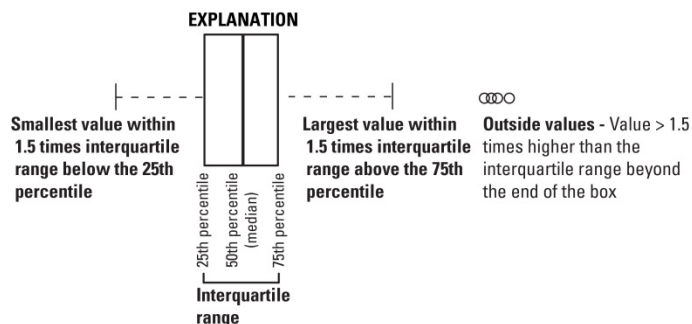 EXPLANATION
Smallest value within
1.5 times interquartile
range below the 25th
percentile
Largest value within
1.5 times interquartile
range above the 75th
percentile
Outside values - Value > 1.5
times higher than the
interquartile range beyond
the end of the box
25th percentile
50th percentile
(median)
75th percentile
Interquartile
range